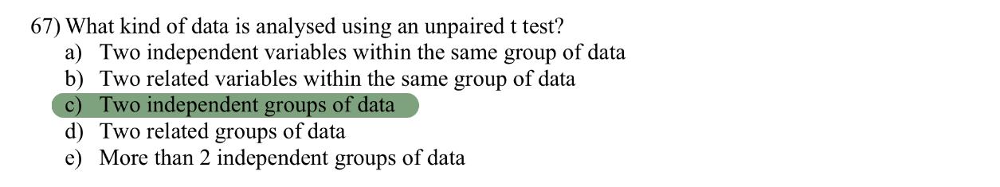 67) What kind of data is analysed using an unpaired t test?
a) Two independent variables within the same group of data
b) Two related variables within the same group of data
c) Two independent groups of data
d) Two related groups of data
e) More than 2 independent groups of data